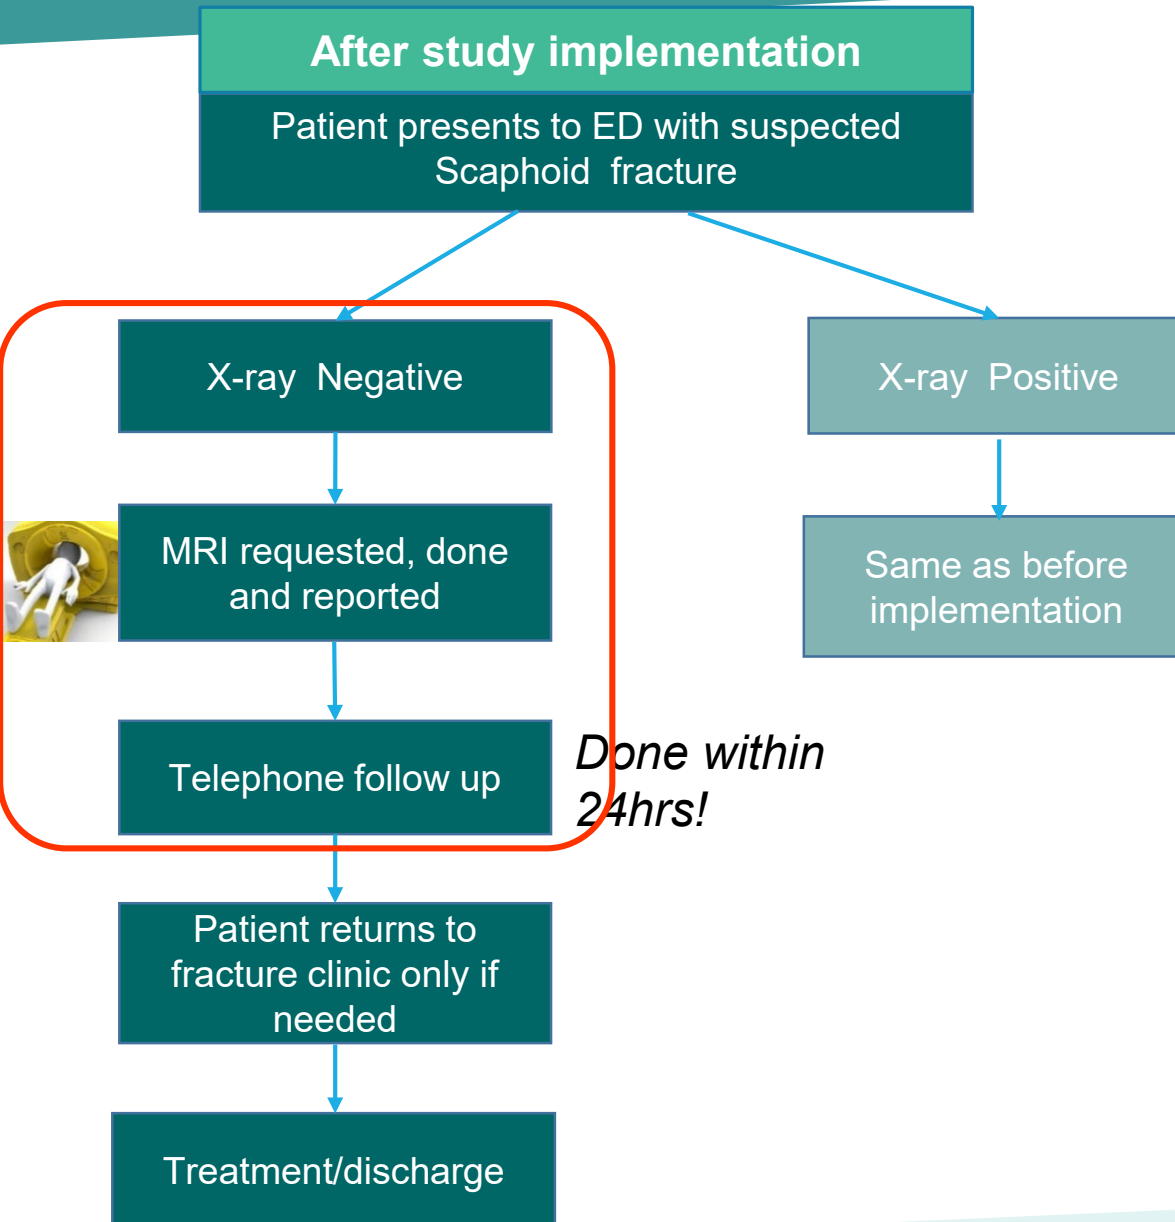 After study implementation
Patient presents to ED with suspected
Scaphoid fracture
X-ray Negative
X-ray Positive
MRI requested, done
and reported
Same as before
implementation
Telephone follow up
Done within
24hrs!
Patient returns to
fracture clinic only if
needed
Treatment/discharge